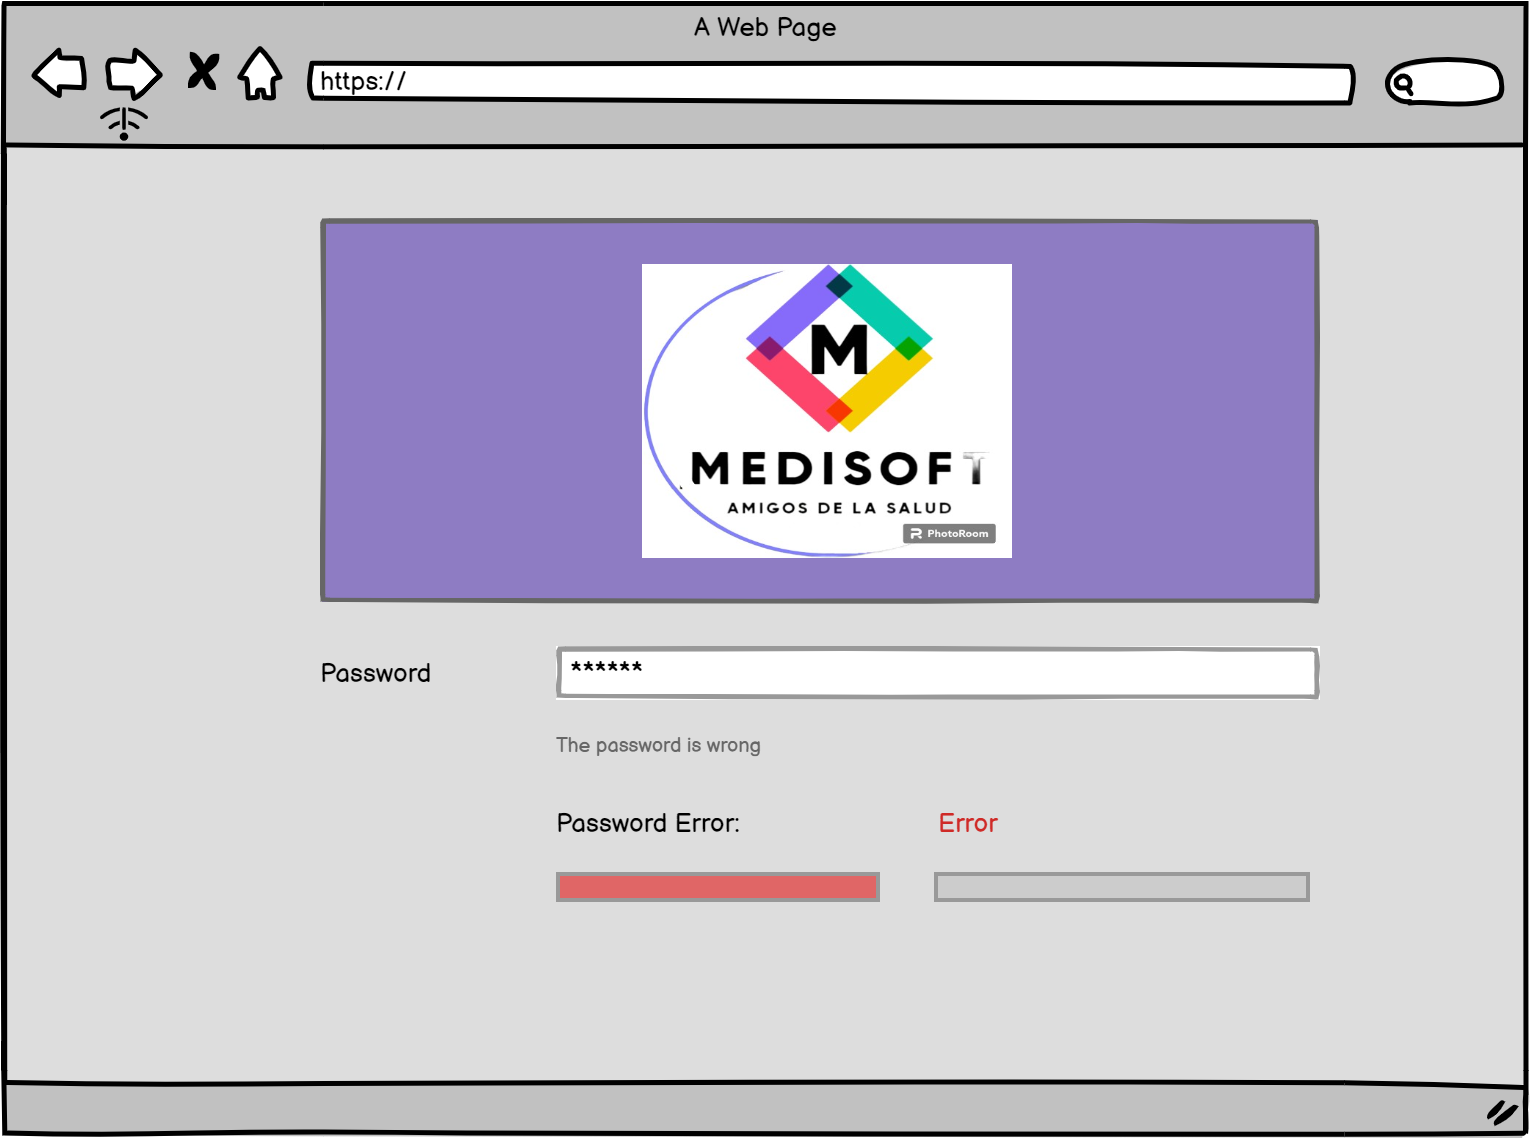 A Web Page
https://
M
MEDISOFT
AMIGOS DE LA SALUD
PhotoRoom
Password
******
The password is wrong
Password Error:
Error